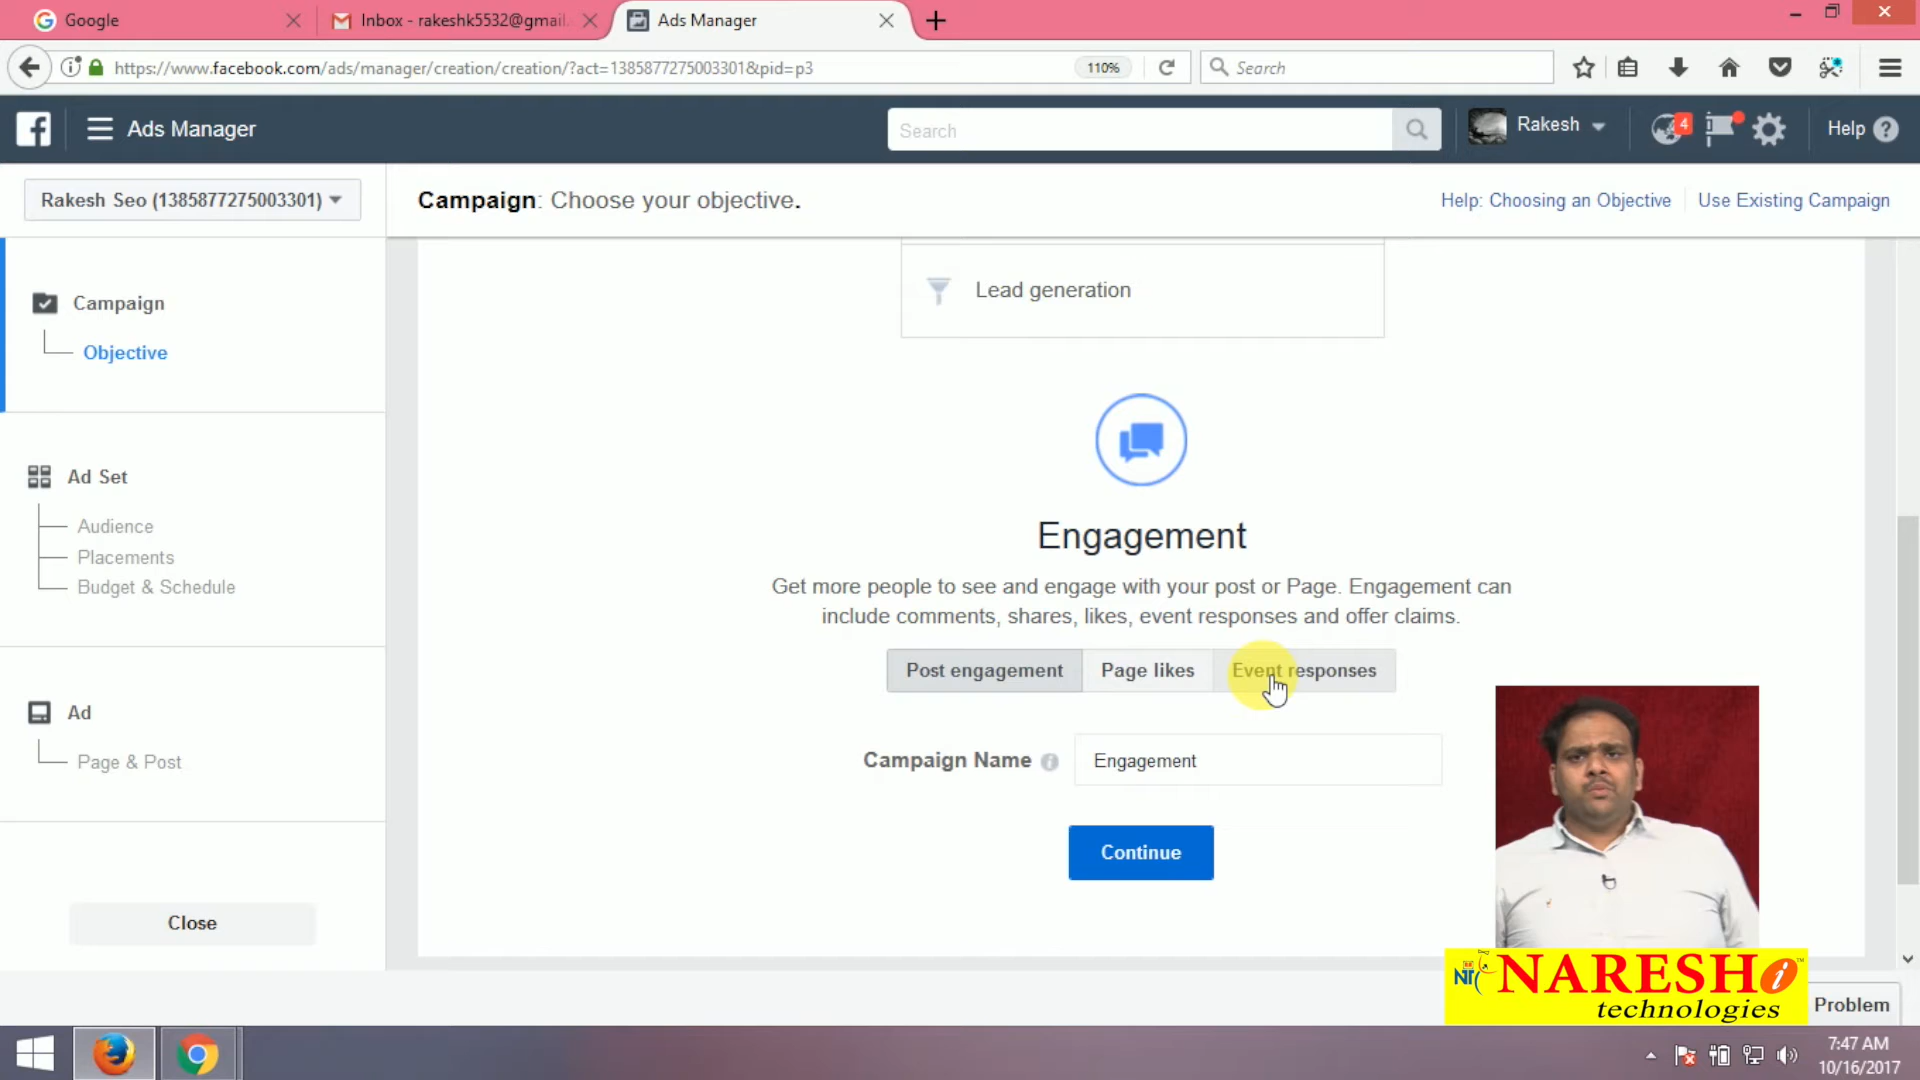 Google
Inbox - rakeshk5532@gmail.
Ads Manager
https://www.facebook.com/ads/manager/creation/creation/?act=1385877275003301&pid=p3
110%
Search
Ads Manager
Search
Rakesh
4
Help
Rakesh Seo (1385877275003301)
Campaign: Choose your objective.
Help: Choosing an Objective
Use Existing Campaign
Campaign
Objective
Ad Set
Audience
Placements
Budget & Schedule
Ad
Page & Post
Close
Lead generation
Engagement
Get more people to see and engage with your post or Page. Engagement can
include comments, shares, likes, event responses and offer claims.
Post engagement
Page likes
Event responses
Campaign Name
Engagement
Continue
NARESH i
technologies
Problem
7:47 AM
10/16/2017